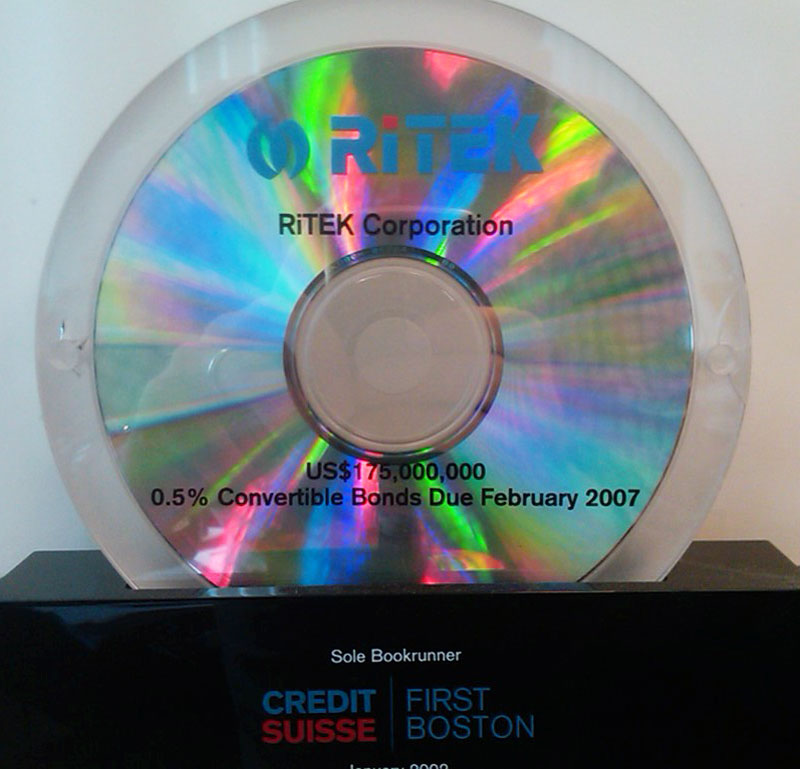 RiTEK
RiTEK Corporation
US$175,000,000
0.5% Convertible Bonds Due February 2007
Sole Bookrunner
CREDIT SUISSE | FIRST BOSTON
January